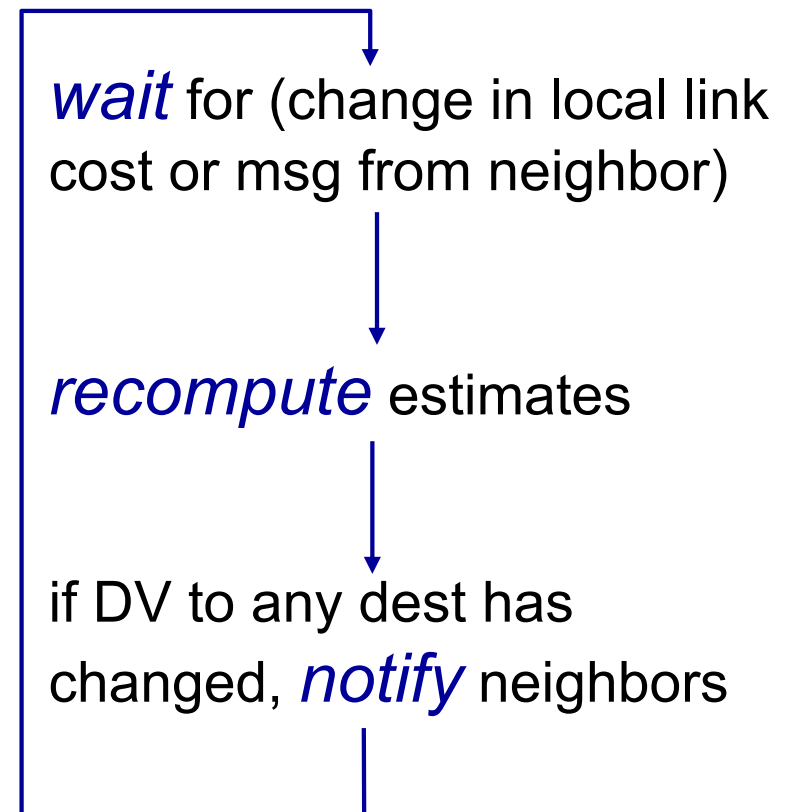 wait for (change in local link
cost or msg from neighbor)
recompute estimates
if DV to any dest has
changed, notify neighbors